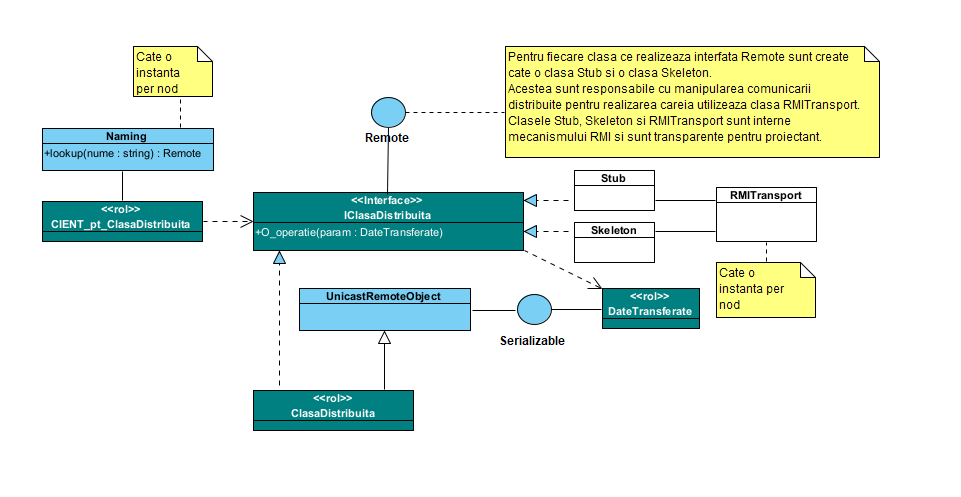 Cate o
instanta
per nod
Pentru fiecare clasa ce realizeaza interfata Remote sunt create
cate o clasa Stub si o clasa Skeleton.
Acestea sunt responsabile cu manipularea comunicarii
distribuite pentru realizarea careia utilizeaza clasa RMITransport.
Clasele Stub, Skeleton si RMITransport sunt interne
mecanismului RMI si sunt transparente pentru proiectant.
Remote
Naming
+lookup(nume : string) : Remote
<<rol>>
ClENT_pt_ClasaDistribuita
<<Interface>>
IClasaDistribuita
+O_operatie(param : DateTransferate)
Stub
Skeleton
RMITransport
Cate o
instanta per
nod
UnicastRemoteObject
Serializable
<<rol>>
DateTransferate
<<rol>>
ClasaDistribuita